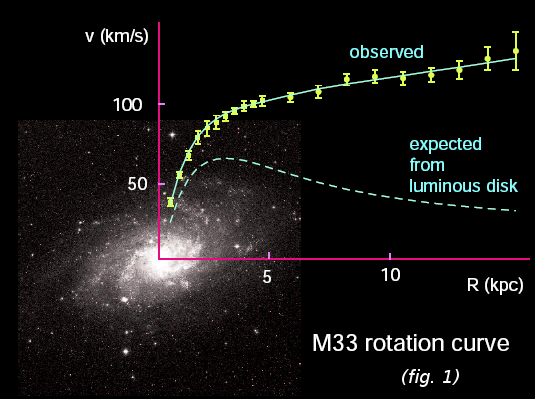 v (km/s)
observed
100
expected
from
luminous disk
50
5
10
R (kpc)
M33 rotation curve
(fig. 1)